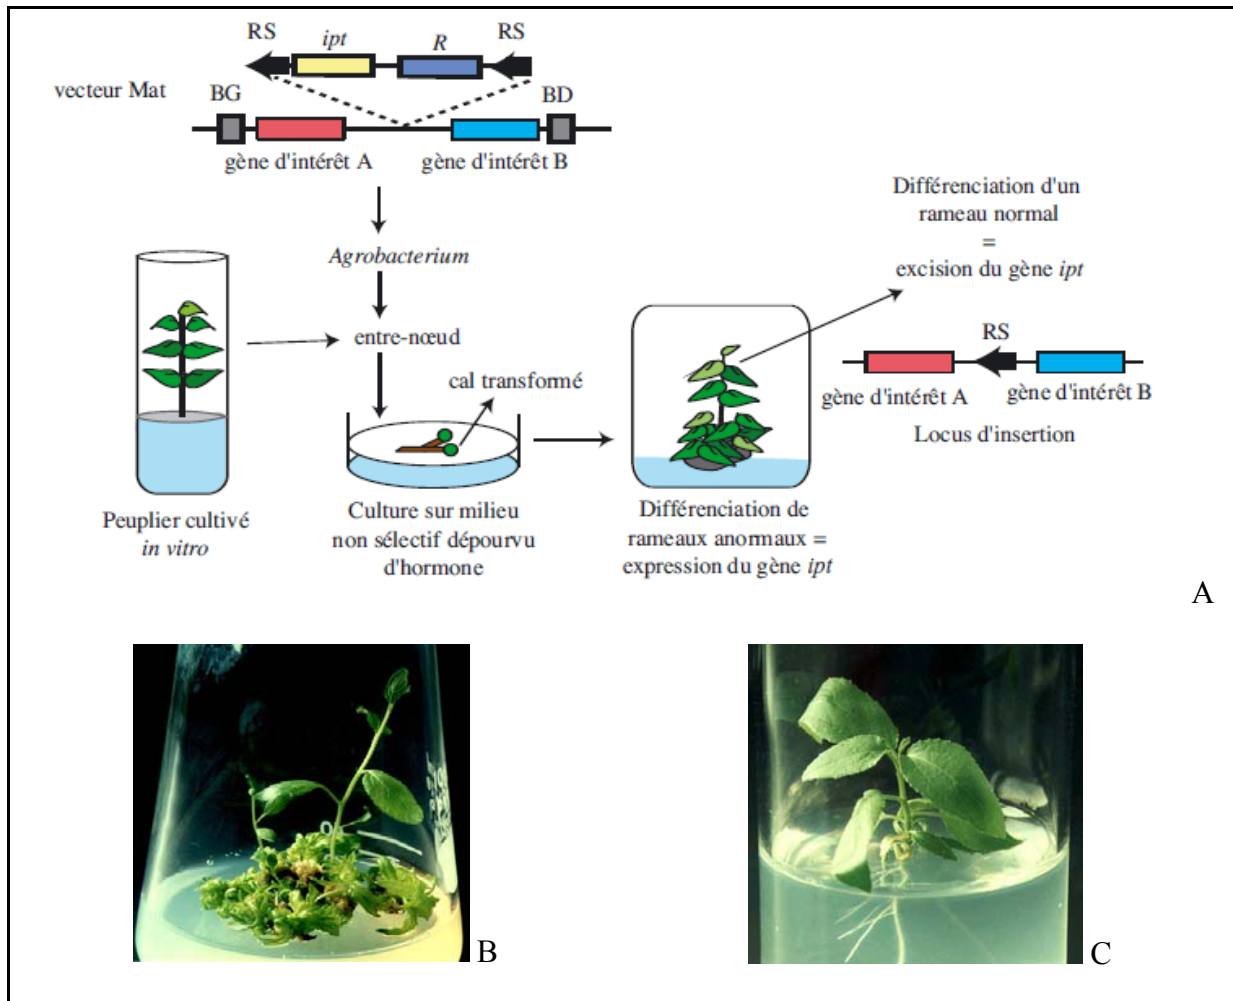 RS ipt R RS
vecteur Mat
BG BD
gène d'intérêt A gène d'intérêt B
Agrobacterium
entre-nœud
cal transformé
Peuplier cultivé
in vitro
Culture sur milieu
non sélectif dépourvu
d'hormone
Différenciation de
rameaux anormaux =
expression du gène ipt
Différenciation d'un
rameau normal
=
excision du gène ipt
RS
gène d'intérêt A gène d'intérêt B
Locus d'insertion
A
B
C